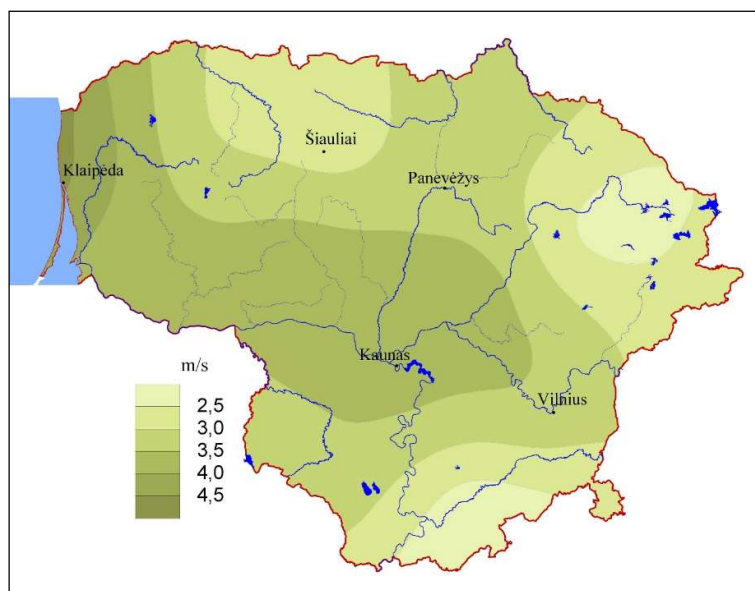 Šiauliai
Klaipėda
Panevėžys
Kaunas
Vilnius
m/s
2,5
3,0
3,5
4,0
4,5